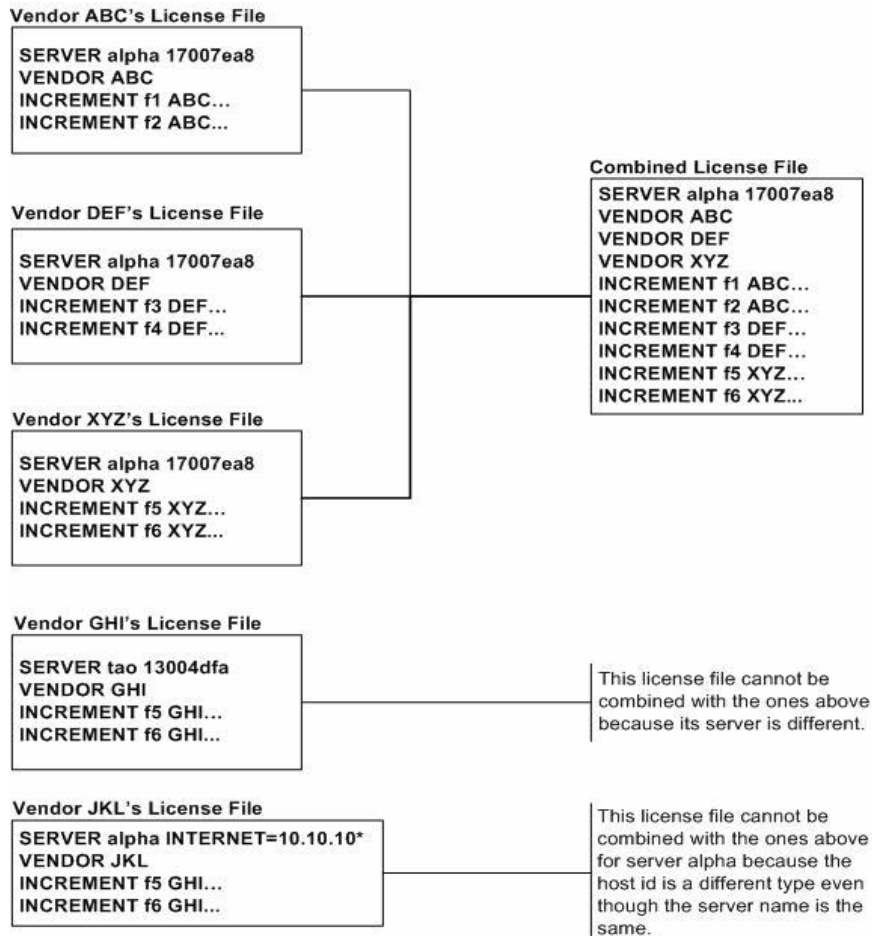 Vendor ABC's License File
SERVER alpha 17007ea8
VENDOR ABC
INCREMENT f1 ABC...
INCREMENT f2 ABC...
Combined License File
SERVER alpha 17007ea8
VENDOR ABC
VENDOR DEF
VENDOR XYZ
INCREMENT f1 ABC...
INCREMENT f2 ABC...
INCREMENT f3 DEF...
INCREMENT f4 DEF...
INCREMENT f5 XYZ...
INCREMENT f6 XYZ...
Vendor DEF's License File
SERVER alpha 17007ea8
VENDOR DEF
INCREMENT f3 DEF...
INCREMENT f4 DEF...
Vendor XYZ's License File
SERVER alpha 17007ea8
VENDOR XYZ
INCREMENT f5 XYZ...
INCREMENT f6 XYZ...
Vendor GHI's License File
SERVER tao 13004dfa
VENDOR GHI
INCREMENT f5 GHI...
INCREMENT f6 GHI...
This license file cannot be
combined with the ones above
because its server is different.
Vendor JKL's License File
SERVER alpha INTERNET=10.10.10*
VENDOR JKL
INCREMENT f5 GHI...
INCREMENT f6 GHI...
This license file cannot be
combined with the ones above
for server alpha because the
host id is a different type even
though the server name is the
same.